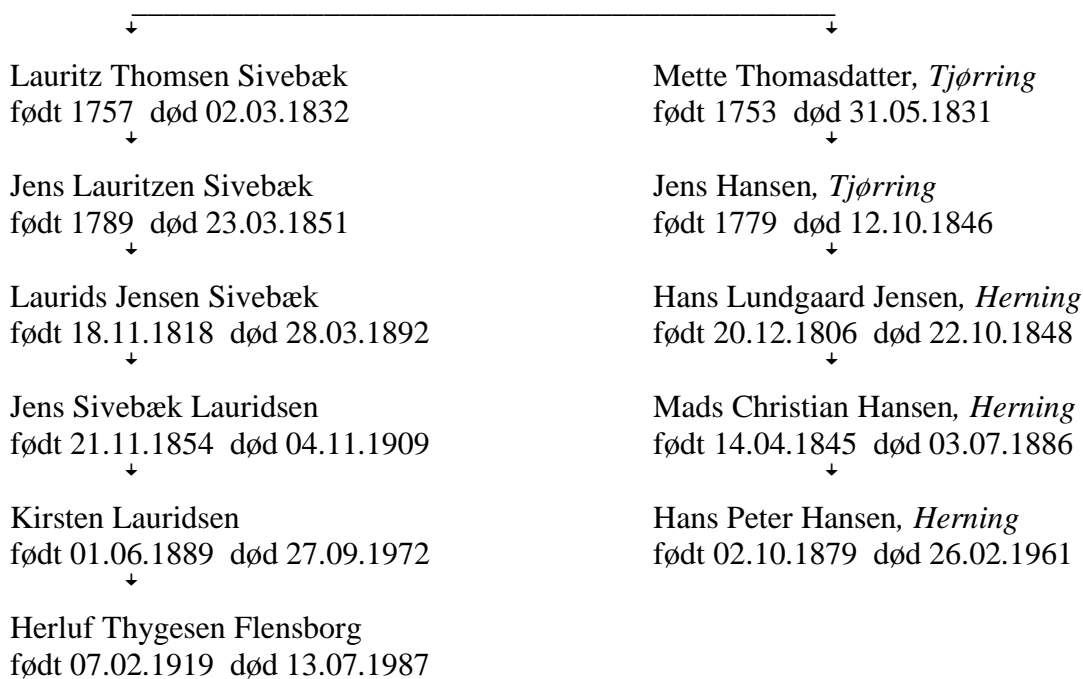 Lauritz Thomsen Sivebæk
født 1757  død 02.03.1832
Jens Lauritzen Sivebæk
født 1789  død 23.03.1851
Laurids Jensen Sivebæk
født 18.11.1818  død 28.03.1892
Jens Sivebæk Lauridsen
født 21.11.1854  død 04.11.1909
Kirsten Lauridsen
født 01.06.1889  død 27.09.1972
Herluf Thygesen Flensborg
født 07.02.1919  død 13.07.1987
Mette Thomasdatter, Tjørring
født 1753  død 31.05.1831
Jens Hansen, Tjørring
født 1779  død 12.10.1846
Hans Lundgaard Jensen, Herning
født 20.12.1806  død 22.10.1848
Mads Christian Hansen, Herning
født 14.04.1845  død 03.07.1886
Hans Peter Hansen, Herning
født 02.10.1879  død 26.02.1961